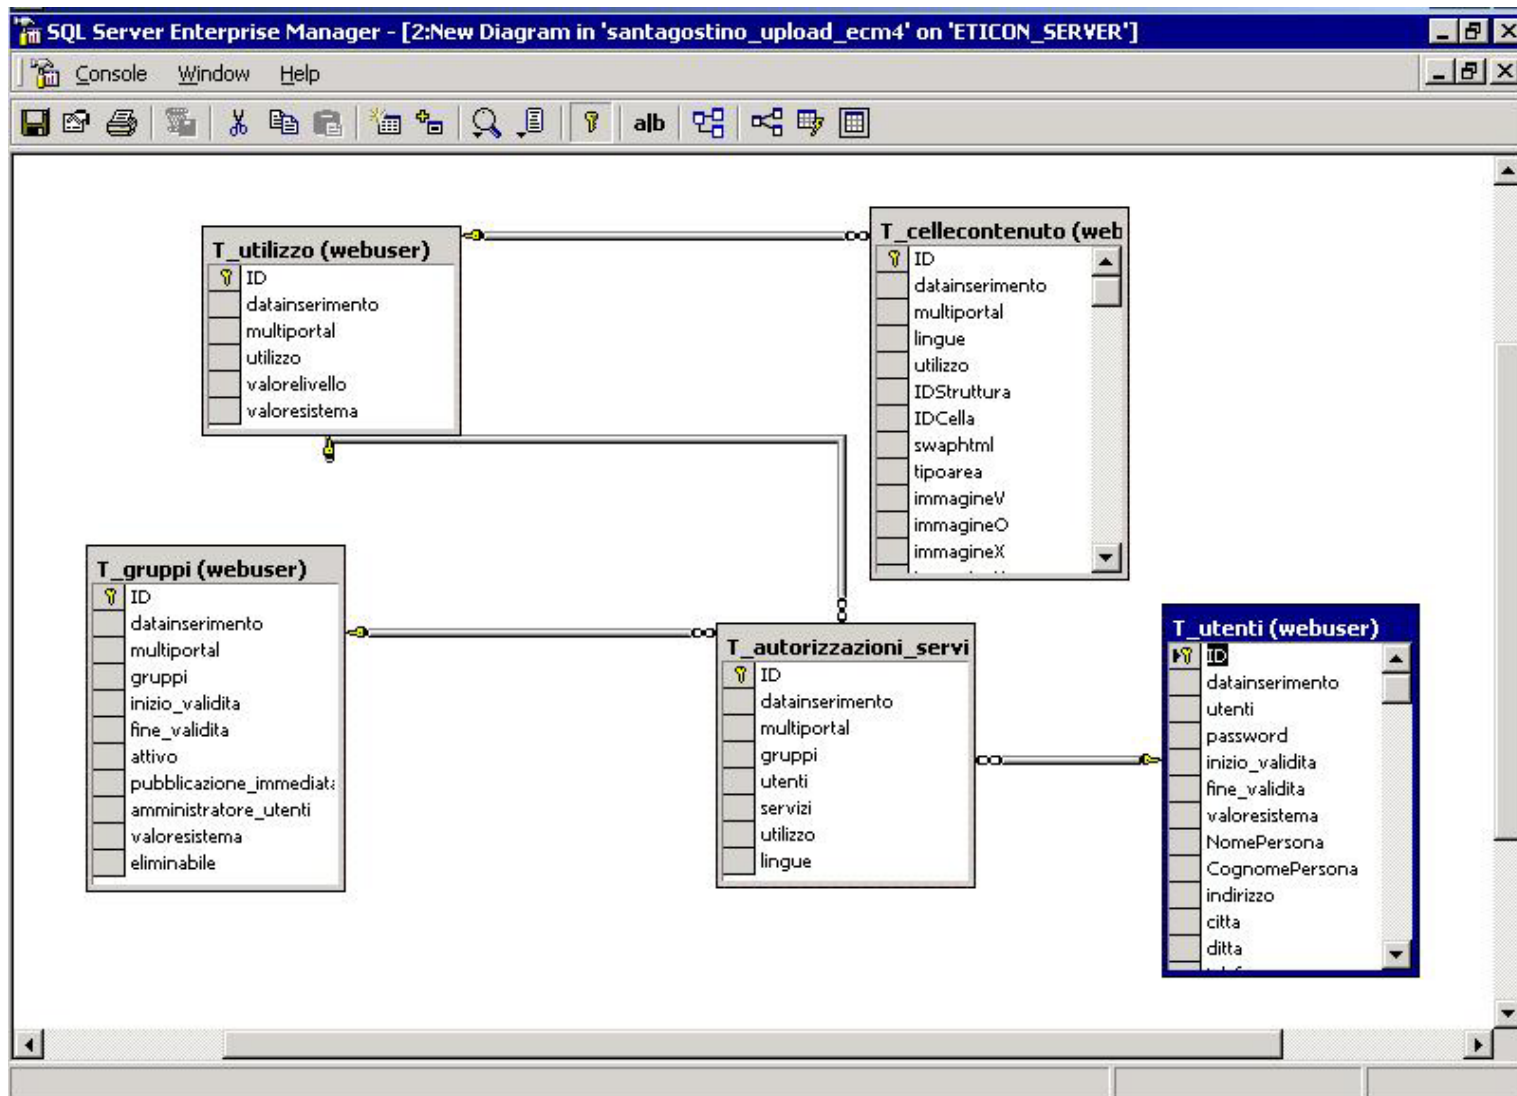 SQL Server Enterprise Manager - [2:New Diagram in 'santagostino_upload_ecm4' on 'ETICON_SERVER']
Console Window Help
a|b
T_utilizzo (webuser)
ID
datainserimento
multiportal
utilizzo
valorelivello
valoresistema
T_cellecontenuto (web
ID
datainserimento
multiportal
lingue
utilizzo
IDStruttura
IDCella
swaphtml
tipoarea
immagineV
immagineO
immagineX
T_gruppi (webuser)
ID
datainserimento
multiportal
gruppi
inizio_validita
fine_validita
attivo
pubblicazione_immediata
amministratore_utenti
valoresistema
eliminabile
T_autorizzazioni_servi
ID
datainserimento
multiportal
gruppi
utenti
servizi
utilizzo
lingue
T_utenti (webuser)
ID
datainserimento
utenti
password
inizio_validita
fine_validita
valoresistema
NomePersona
CognomePersona
indirizzo
citta
ditta